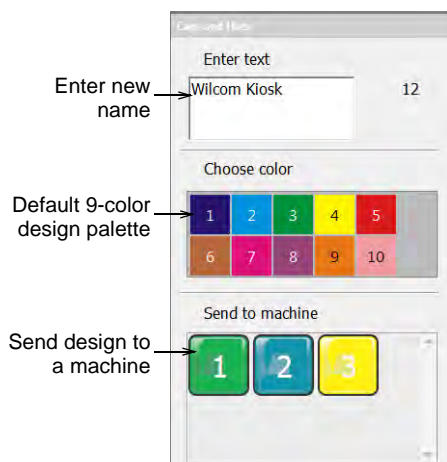 Enter text
Enter new name
Wilcom Kiosk
12
Choose color
Default 9-color design palette
1 2 3 4 5
6 7 8 9 10
Send to machine
Send design to a machine
1 2 3